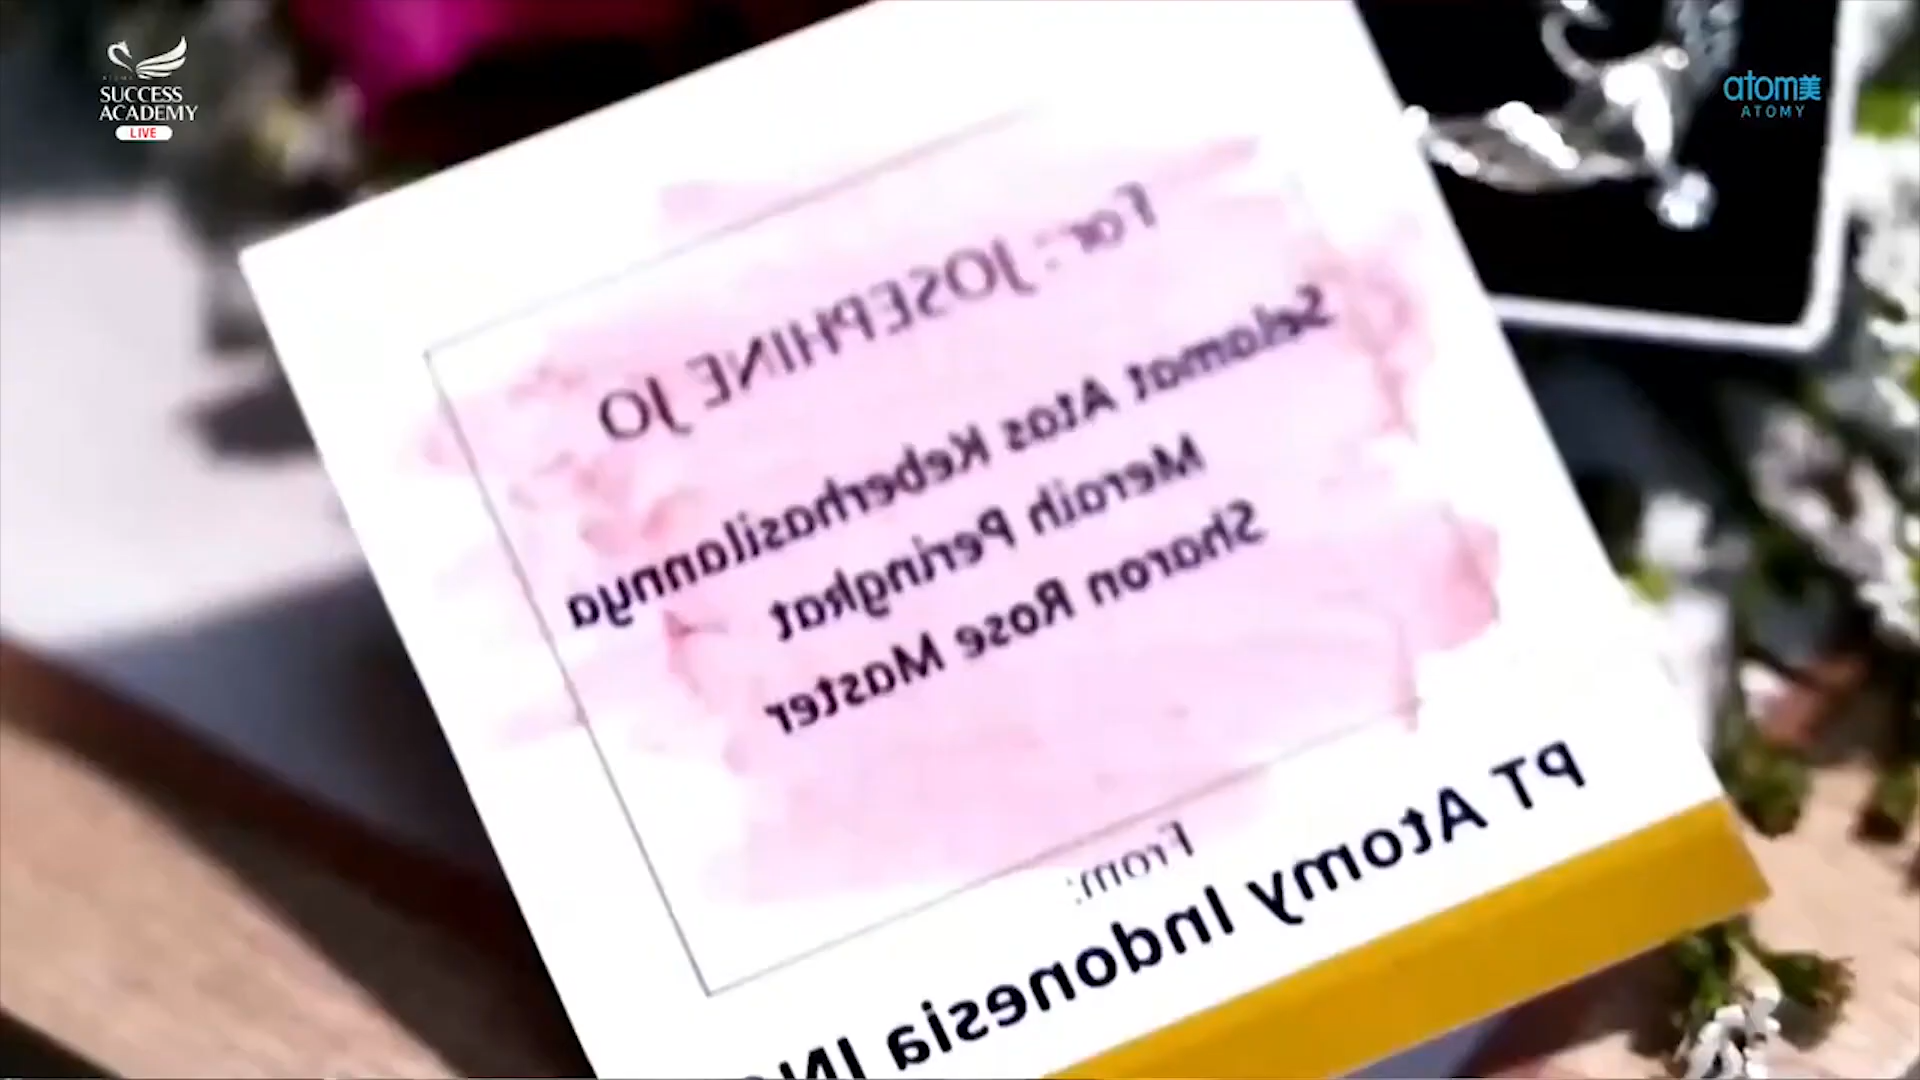 SUCCESS
ACADEMY
LIVE
atom美
ATOMY
For: JOSEPHINE JO
Selamat Atas Keberhasilannya
Meraih Peringkat
Sharon Rose Master
From:
PT Atomy Indonesia